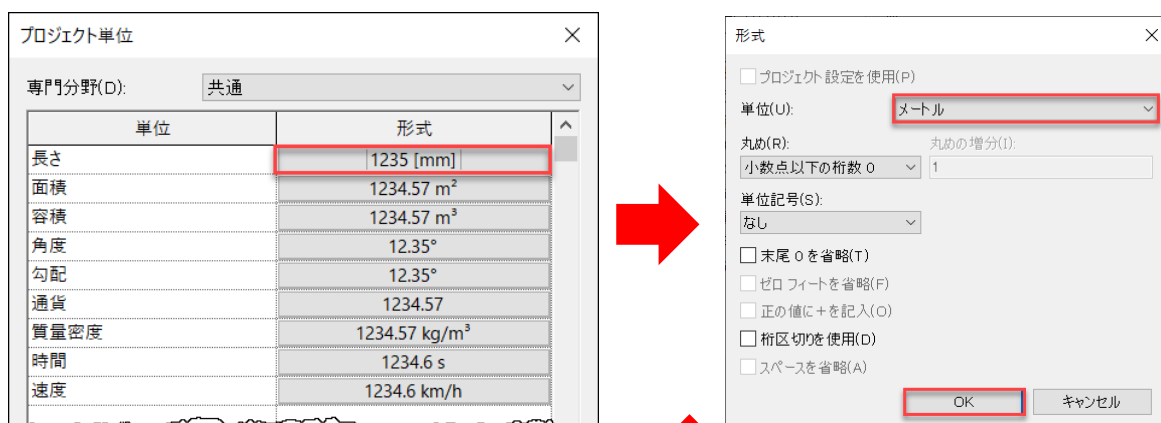 プロジェクト単位
専門分野(D): 共通
単位 形式
長さ 1235 [mm]
面積 1234.57 m²
容積 1234.57 m³
角度 12.35°
勾配 12.35°
通貨 1234.57
質量密度 1234.57 kg/m³
時間 1234.6 s
速度 1234.6 km/h
形式
プロジェクト設定を使用(P)
単位(U): メートル
丸め(R): 丸めの増分(I):
小数点以下の桁数 0 1
単位記号(S):
なし
末尾 0 を省略(T)
ゼロ フィートを省略(F)
正の値に+を記入(O)
桁区切りを使用(D)
スペースを省略(A)
OK キャンセル